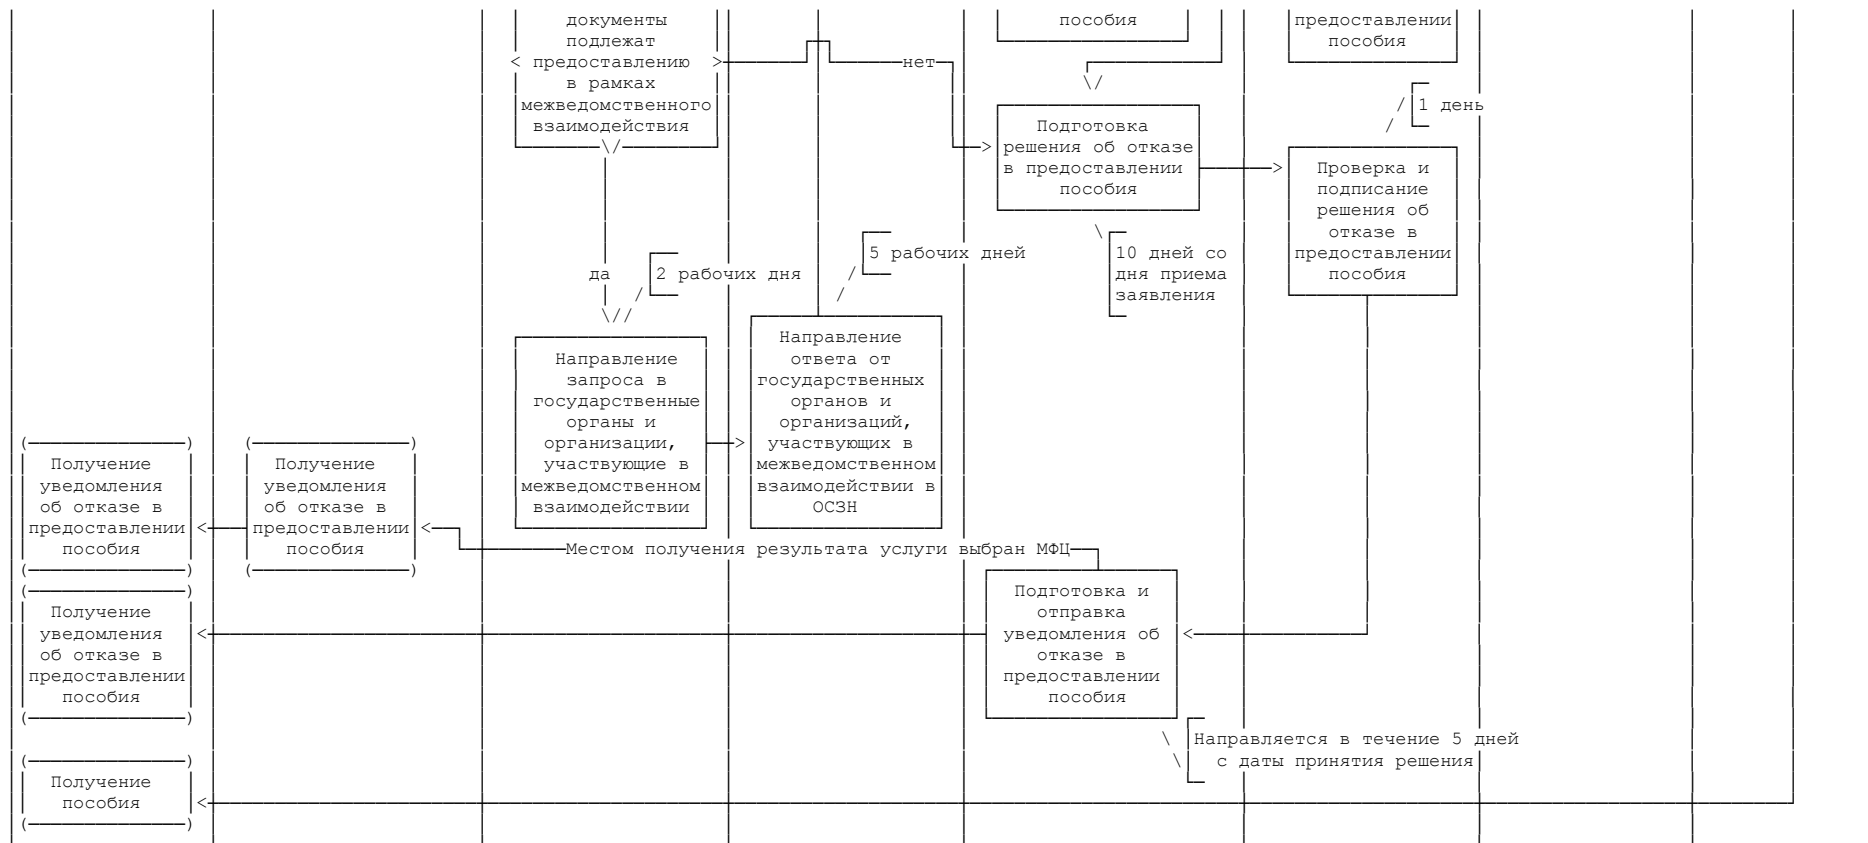 документы
подлежат
предоставлению
в рамках
межведомственного
взаимодействия
пособия
предоставлении
пособия
нет
1 день
Подготовка
решения об отказе
в предоставлении
пособия
Проверка и
подписание
решения об
отказе в
предоставлении
пособия
да
2 рабочих дня
5 рабочих дней
10 дней со
дня приема
заявления
Направление
запроса в
государственные
органы и
организации,
участвующие в
межведомственном
взаимодействии
Направление
ответа от
государственных
органов и
организаций,
участвующих в
межведомственном
взаимодействии в
ОСЗН
Получение
уведомления
об отказе в
предоставлении
пособия
Получение
уведомления
об отказе в
предоставлении
пособия
Местом получения результата услуги выбран МФЦ
Получение
уведомления
об отказе в
предоставлении
пособия
Подготовка и
отправка
уведомления об
отказе в
предоставлении
пособия
Направляется в течение 5 дней
с даты принятия решения
Получение
пособия